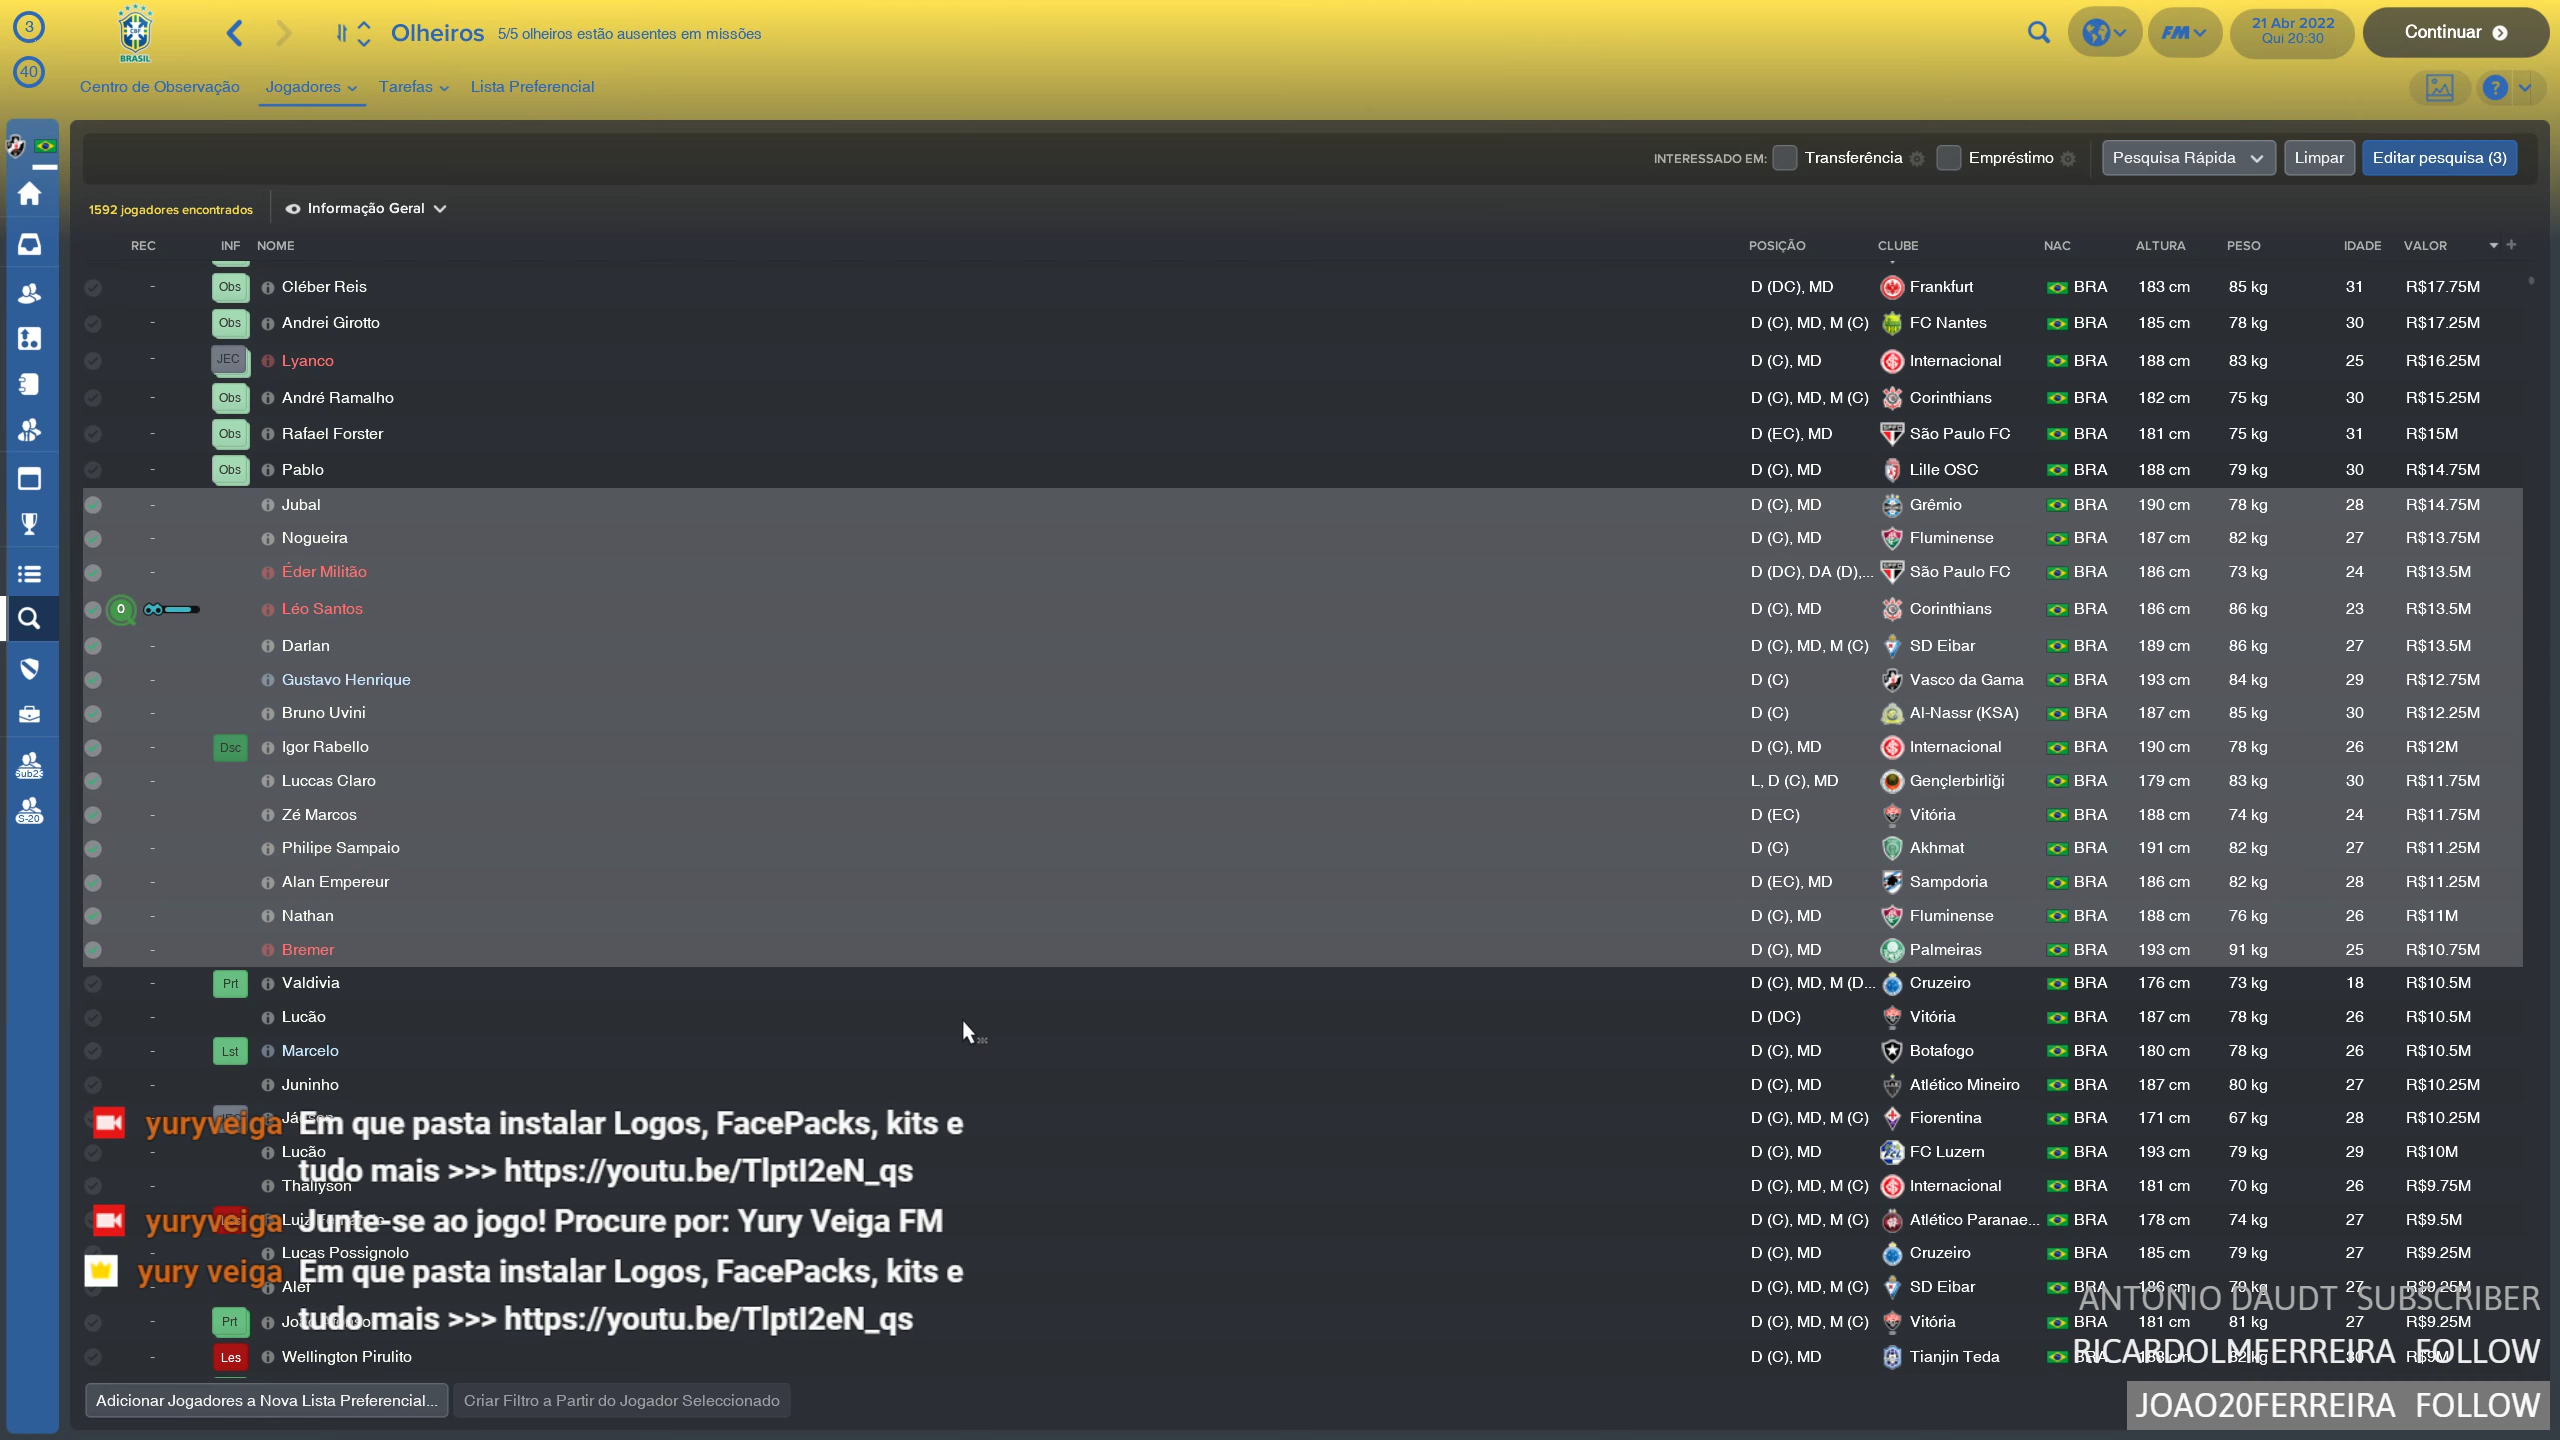 3
40
BRASIL
Olheiros 5/5 olheiros estão ausentes em missões
FM
21 Abr 2022
Qui 20:30
Continuar
Centro de Observação Jogadores Tarefas Lista Preferencial
INTERESSADO EM: Transferência Empréstimo Pesquisa Rápida Limpar Editar pesquisa (3)
1592 jogadores encontrados Informação Geral
REC INF NOME POSIÇÃO CLUBE NAC ALTURA PESO IDADE VALOR
- Obs Cléber Reis D (DC), MD Frankfurt BRA 183 cm 85 kg 31 R$17.75M
- Obs Andrei Girotto D (C), MD, M (C) FC Nantes BRA 185 cm 78 kg 30 R$17.25M
- JEC Lyanco D (C), MD Internacional BRA 188 cm 83 kg 25 R$16.25M
- Obs André Ramalho D (C), MD, M (C) Corinthians BRA 182 cm 75 kg 30 R$15.25M
- Obs Rafael Forster D (EC), MD São Paulo FC BRA 181 cm 75 kg 31 R$15M
- Obs Pablo D (C), MD Lille OSC BRA 188 cm 79 kg 30 R$14.75M
- Jubal D (C), MD Grêmio BRA 190 cm 78 kg 28 R$14.75M
- Nogueira D (C), MD Fluminense BRA 187 cm 82 kg 27 R$13.75M
- Éder Militão D (DC), DA (D),... São Paulo FC BRA 186 cm 73 kg 24 R$13.5M
0 Léo Santos D (C), MD Corinthians BRA 186 cm 86 kg 23 R$13.5M
- Darlan D (C), MD, M (C) SD Eibar BRA 189 cm 86 kg 27 R$13.5M
- Gustavo Henrique D (C) Vasco da Gama BRA 193 cm 84 kg 29 R$12.75M
- Bruno Uvini D (C) Al-Nassr (KSA) BRA 187 cm 85 kg 30 R$12.25M
- Dsc Igor Rabello D (C), MD Internacional BRA 190 cm 78 kg 26 R$12M
- Luccas Claro L, D (C), MD Gençlerbirliği BRA 179 cm 83 kg 30 R$11.75M
- Zé Marcos D (EC) Vitória BRA 188 cm 74 kg 24 R$11.75M
- Philipe Sampaio D (C) Akhmat BRA 191 cm 82 kg 27 R$11.25M
- Alan Empereur D (EC), MD Sampdoria BRA 186 cm 82 kg 28 R$11.25M
- Nathan D (C), MD Fluminense BRA 188 cm 76 kg 26 R$11M
- Bremer D (C), MD Palmeiras BRA 193 cm 91 kg 25 R$10.75M
- Prt Valdivia D (C), MD, M (D... Cruzeiro BRA 176 cm 73 kg 18 R$10.5M
- Lucão D (DC) Vitória BRA 187 cm 78 kg 26 R$10.5M
- Lst Marcelo D (C), MD Botafogo BRA 180 cm 78 kg 26 R$10.5M
- Juninho D (C), MD Atlético Mineiro BRA 187 cm 80 kg 27 R$10.25M
D (C), MD, M (C) Fiorentina BRA 171 cm 67 kg 28 R$10.25M
yuryveiga Em que pasta instalar Logos, FacePacks, kits e
- Lucão D (C), MD FC Luzern BRA 193 cm 79 kg 29 R$10M
tudo mais >>> https://youtu.be/TlptI2eN_qs
- Thallyson D (C), MD, M (C) Internacional BRA 181 cm 70 kg 26 R$9.75M
D (C), MD, M (C) Atlético Paranae... BRA 178 cm 74 kg 27 R$9.5M
yuryveiga Junte-se ao jogo! Procure por: Yury Veiga FM
- Lucas Possignolo D (C), MD Cruzeiro BRA 185 cm 79 kg 27 R$9.25M
yury veiga Em que pasta instalar Logos, FacePacks, kits e
- Alef D (C), MD, M (C) SD Eibar BRA 186 cm 79 kg 27 R$9.25M
ANTONIO DAUDT SUBSCRIBER
tudo mais >>> https://youtu.be/TlptI2eN_qs
- Prt D (C), MD, M (C) Vitória BRA 181 cm 81 kg 27 R$9.25M
- Les Wellington Pirulito D (C), MD Tianjin Teda BRA 30 R$9M
RICARDOLMFERREIRA FOLLOW
Adicionar Jogadores a Nova Lista Preferencial... Criar Filtro a Partir do Jogador Seleccionado
JOAO20FERREIRA FOLLOW
Sub23
S-20